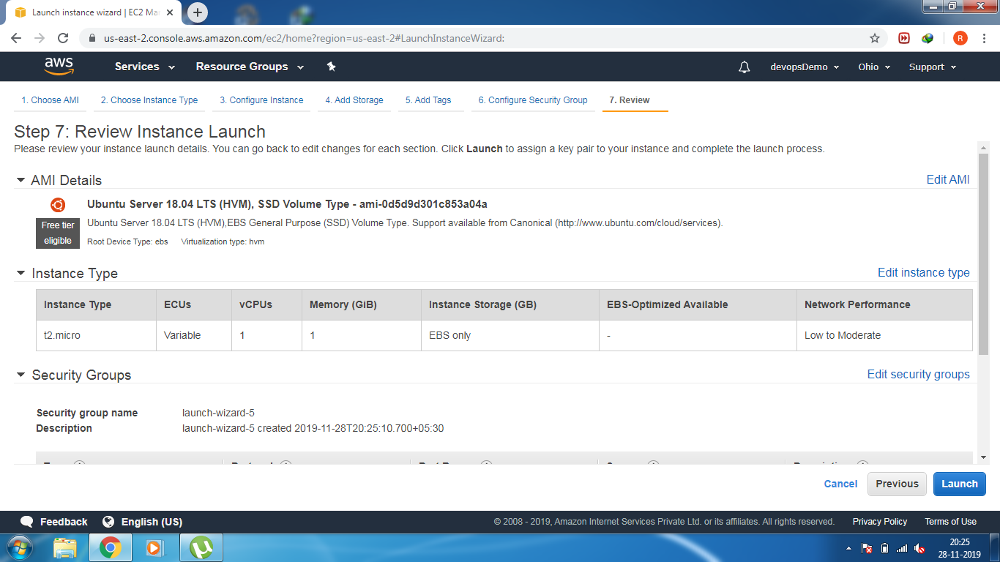 Launch instance wizard | EC2 Ma
us-east-2.console.aws.amazon.com/ec2/home?region=us-east-2#LaunchInstanceWizard:
R
aws Services Resource Groups devopsDemo Ohio Support
1. Choose AMI 2. Choose Instance Type 3. Configure Instance 4. Add Storage 5. Add Tags 6. Configure Security Group 7. Review
Step 7: Review Instance Launch
Please review your instance launch details. You can go back to edit changes for each section. Click Launch to assign a key pair to your instance and complete the launch process.
AMI Details Edit AMI
Ubuntu Server 18.04 LTS (HVM), SSD Volume Type - ami-0d5d9d301c853a04a
Free tier eligible
Ubuntu Server 18.04 LTS (HVM),EBS General Purpose (SSD) Volume Type. Support available from Canonical (http://www.ubuntu.com/cloud/services).
Root Device Type: ebs Virtualization type: hvm
Instance Type Edit instance type
Instance Type ECUs vCPUs Memory (GiB) Instance Storage (GB) EBS-Optimized Available Network Performance
t2.micro Variable 1 1 EBS only - Low to Moderate
Security Groups Edit security groups
Security group name launch-wizard-5
Description launch-wizard-5 created 2019-11-28T20:25:10.700+05:30
Cancel Previous Launch
Feedback English (US) © 2008 - 2019, Amazon Internet Services Private Ltd. or its affiliates. All rights reserved. Privacy Policy Terms of Use
20:25
28-11-2019